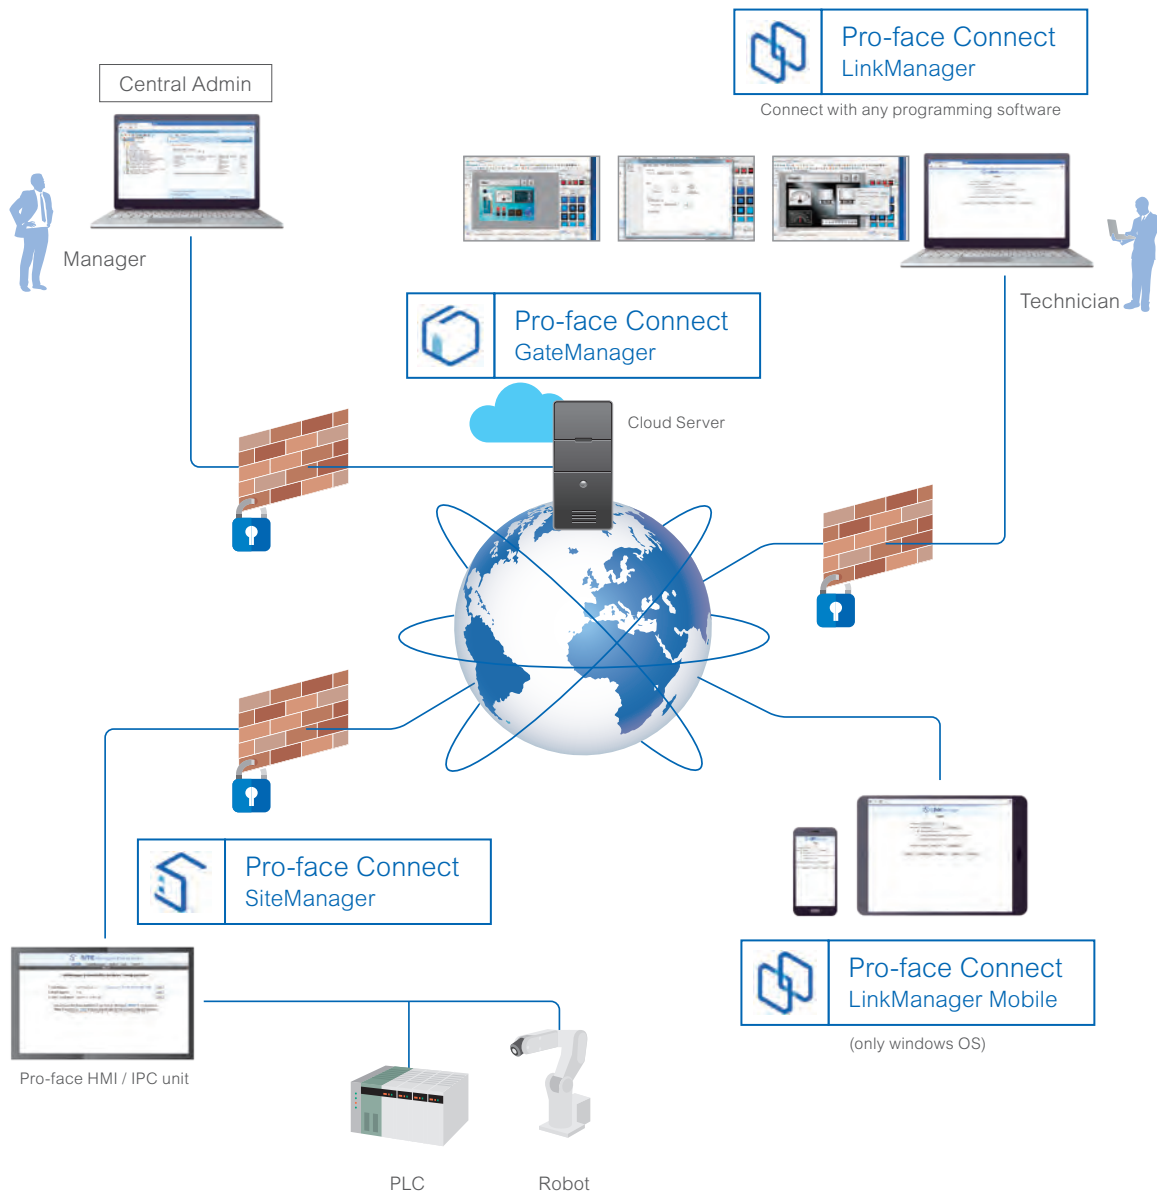 Pro-face Connect
LinkManager
Central Admin
Connect with any programming software
Manager
Technician
Pro-face Connect
GateManager
Cloud Server
Pro-face Connect
SiteManager
Pro-face Connect
LinkManager Mobile
(only windows OS)
Pro-face HMI / IPC unit
PLC
Robot